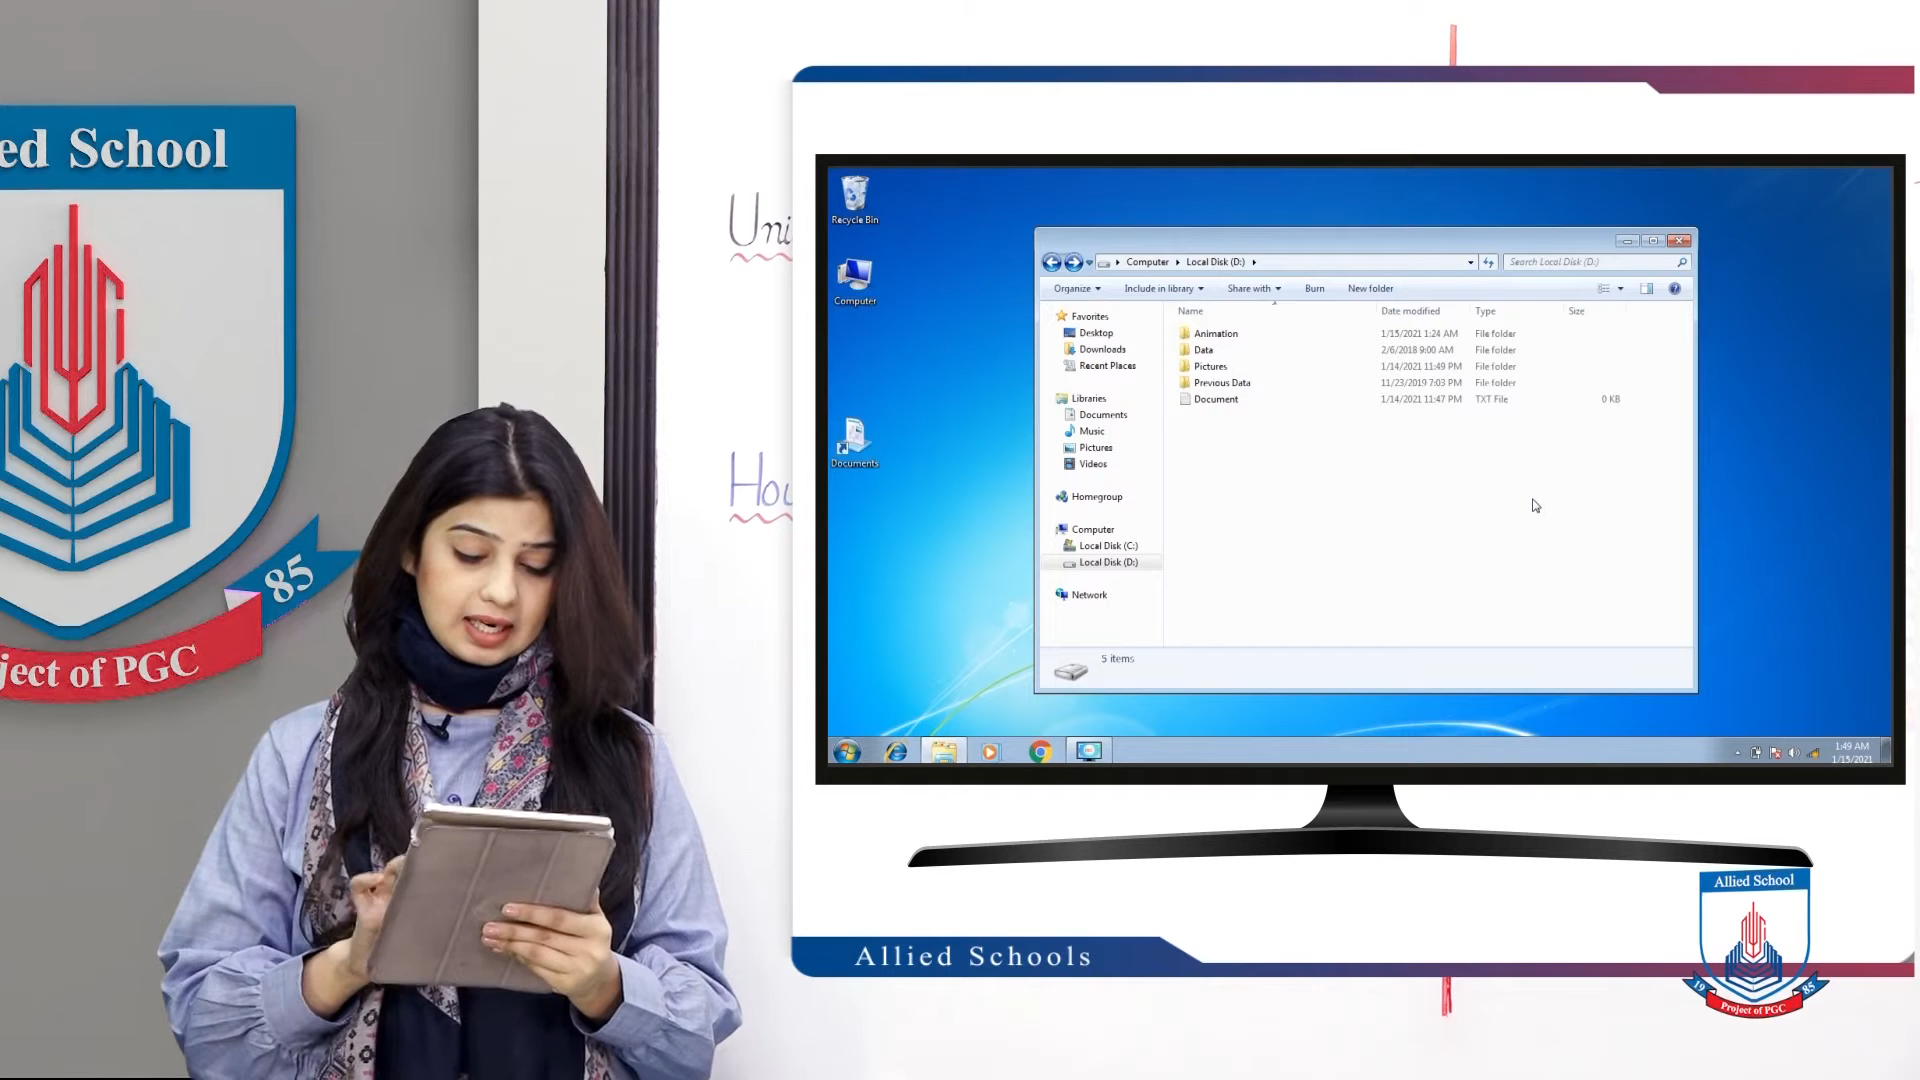 ed School
85
ject of PGC
Uni
Hou
Recycle Bin
Computer
Documents
Computer
Local Disk (D:)
Search Local Disk (D:)
Organize
Include in library
Share with
Burn
New folder
Name
Date modified
Type
Size
Favorites
Desktop
Downloads
Recent Places
Libraries
Documents
Music
Pictures
Videos
Homegroup
Computer
Local Disk (C:)
Local Disk (D:)
Network
Animation 1/15/2021 1:24 AM File folder
Data 2/6/2018 9:00 AM File folder
Pictures 1/14/2021 11:49 PM File folder
Previous Data 11/23/2019 7:03 PM File folder
Document 1/14/2021 11:47 PM TXT File 0 KB
5 items
1:49 AM
1/15/2021
Allied Schools
Allied School
19 85
Project of PGC